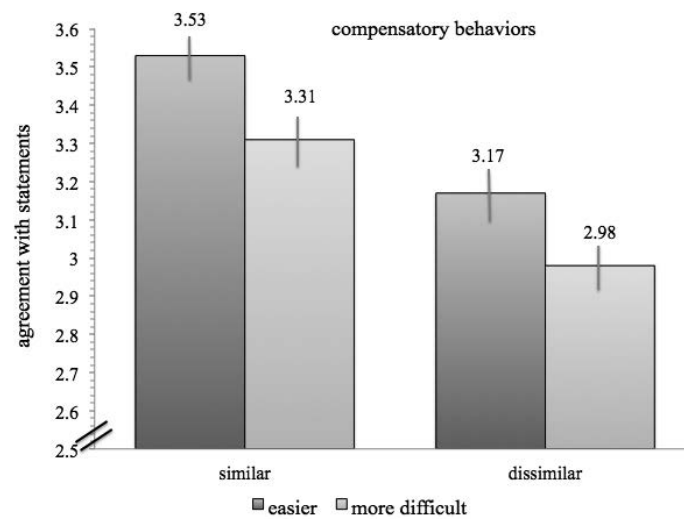 compensatory behaviors
agreement with statements
3.6
3.5
3.4
3.3
3.2
3.1
3
2.9
2.8
2.7
2.6
2.5
3.53
3.31
3.17
2.98
similar
dissimilar
easier
more difficult